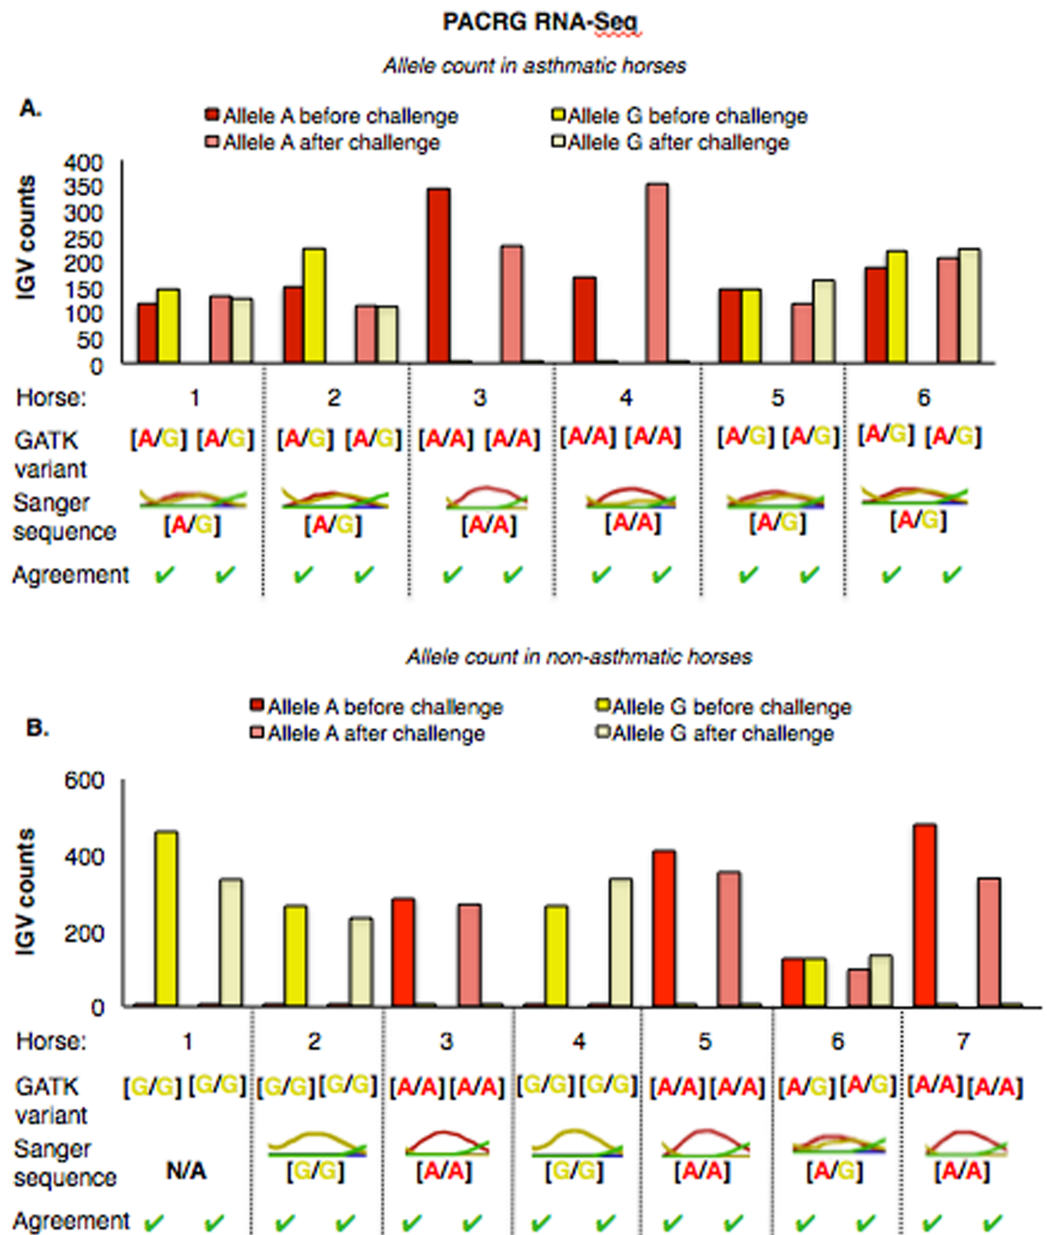 PACRG RNA-Seq
Allele count in asthmatic horses
A.
Allele A before challenge Allele G before challenge
Allele A after challenge Allele G after challenge
IGV counts
400
350
300
250
200
150
100
50
0
Horse: 1 2 3 4 5 6
GATK variant [A/G] [A/G] [A/G] [A/G] [A/A] [A/A] [A/A] [A/A] [A/G] [A/G] [A/G] [A/G]
Sanger sequence [A/G] [A/G] [A/A] [A/A] [A/G] [A/G]
Agreement ✔ ✔ ✔ ✔ ✔ ✔ ✔ ✔ ✔ ✔ ✔ ✔
Allele count in non-asthmatic horses
B.
Allele A before challenge Allele G before challenge
Allele A after challenge Allele G after challenge
IGV counts
600
400
200
0
Horse: 1 2 3 4 5 6 7
GATK variant [G/G] [G/G] [G/G] [G/G] [A/A] [A/A] [G/G] [G/G] [A/A] [A/A] [A/G] [A/G] [A/A] [A/A]
Sanger sequence N/A [G/G] [A/A] [G/G] [A/A] [A/G] [A/A]
Agreement ✔ ✔ ✔ ✔ ✔ ✔ ✔ ✔ ✔ ✔ ✔ ✔ ✔ ✔